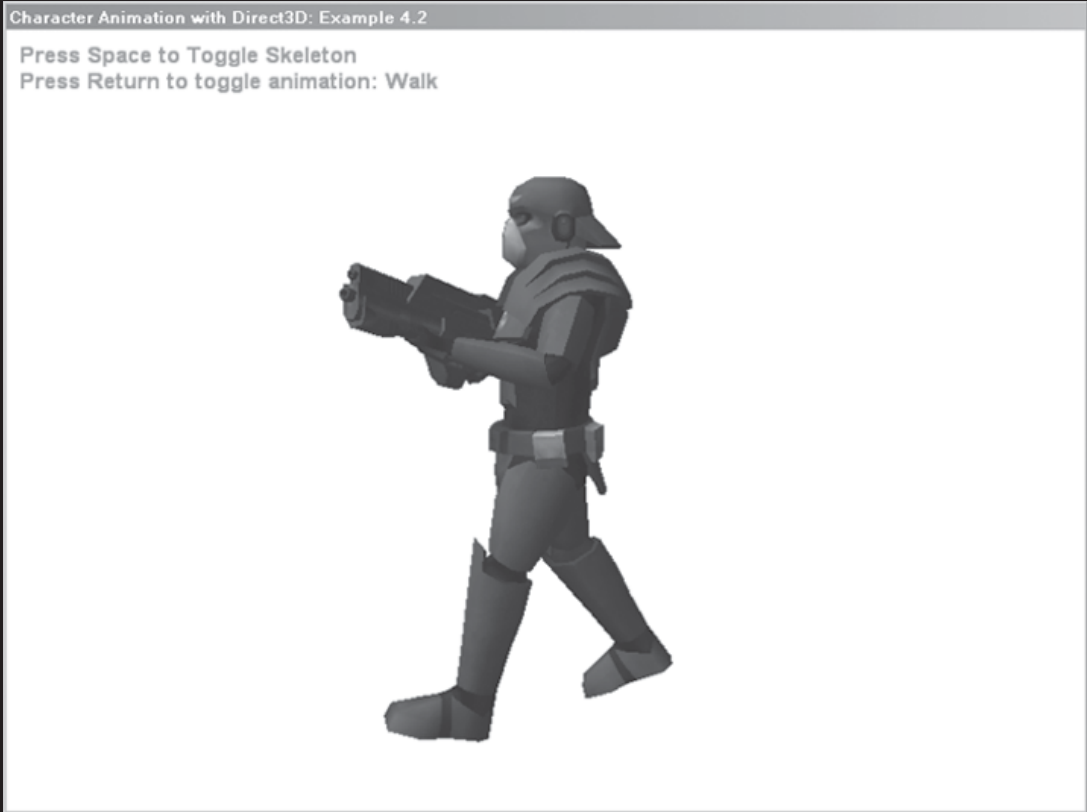 Character Animation with Direct3D: Example 4.2
Press Space to Toggle Skeleton
Press Return to toggle animation: Walk